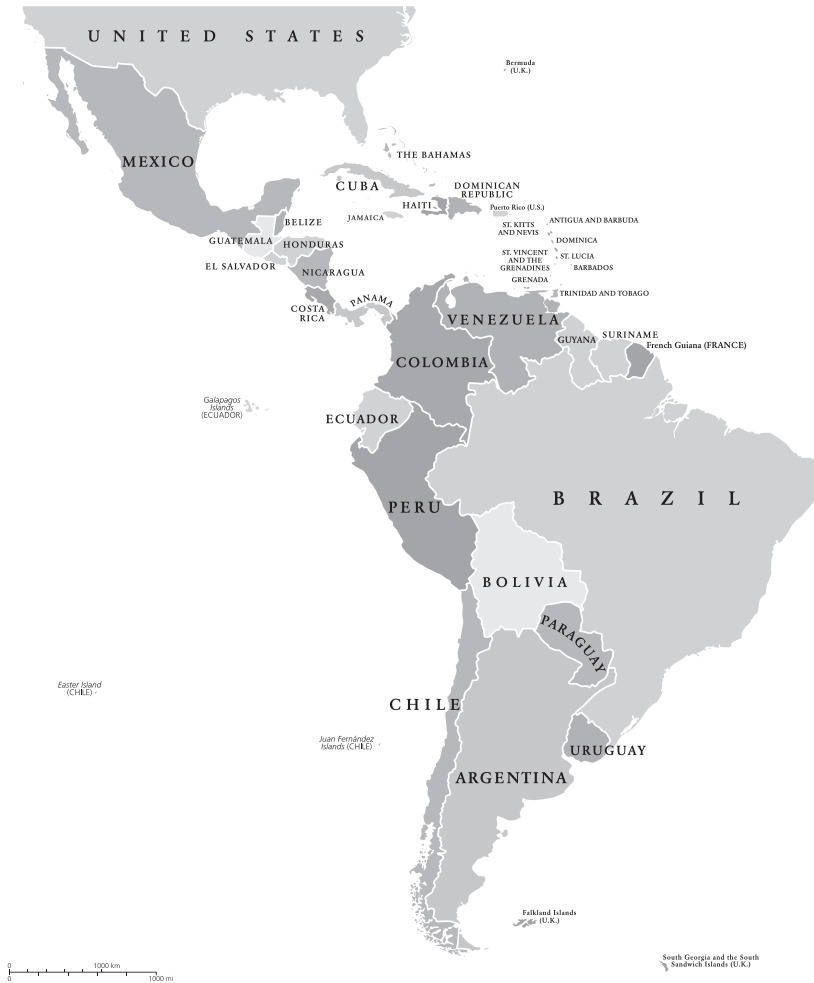 UNITED STATES
Bermuda
(U.K.)
MEXICO
THE BAHAMAS
CUBA
DOMINICAN
REPUBLIC
HAITI
Puerto Rico (U.S.)
JAMAICA
BELIZE
ST. KITTS
AND NEVIS
ANTIGUA AND BARBUDA
GUATEMALA
HONDURAS
DOMINICA
EL SALVADOR
NICARAGUA
ST. VINCENT
AND THE
GRENADINES
ST. LUCIA
BARBADOS
GRENADA
TRINIDAD AND TOBAGO
COSTA
RICA
PANAMA
VENEZUELA
GUYANA
SURINAME
French Guiana (FRANCE)
COLOMBIA
Galapagos
Islands
(ECUADOR)
ECUADOR
PERU
BRAZIL
BOLIVIA
PARAGUAY
Easter Island
(CHILE)
CHILE
Juan Fernández
Islands (CHILE)
URUGUAY
ARGENTINA
Falkland Islands
(U.K.)
South Georgia and the South
Sandwich Islands (U.K.)
0 1000 km
0 1000 mi